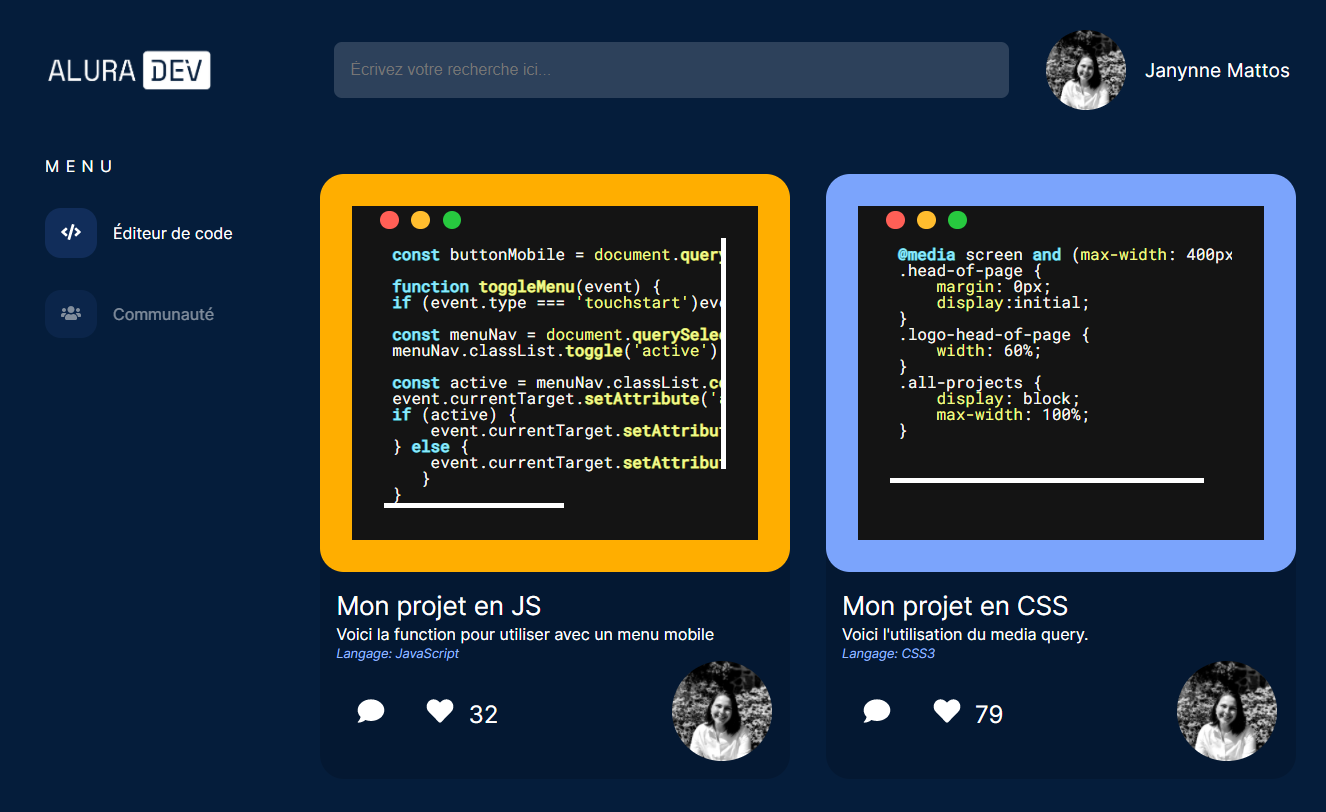 ALURA DEV
Écrivez votre recherche ici...
Janynne Mattos
MENU
Éditeur de code
Communauté
const buttonMobile = document.query
function toggleMenu(event) {
if (event.type === 'touchstart')eve
const menuNav = document.querySelec
menuNav.classList.toggle('active')
const active = menuNav.classList.co
event.currentTarget.setAttribute('a
if (active) {
event.currentTarget.setAttribut
} else {
event.currentTarget.setAttribut
}
}
@media screen and (max-width: 400px
.head-of-page {
margin: 0px;
display:initial;
}
.logo-head-of-page {
width: 60%;
}
.all-projects {
display: block;
max-width: 100%;
}
Mon projet en JS
Voici la function pour utiliser avec un menu mobile
Langage: JavaScript
32
Mon projet en CSS
Voici l'utilisation du media query.
Langage: CSS3
79